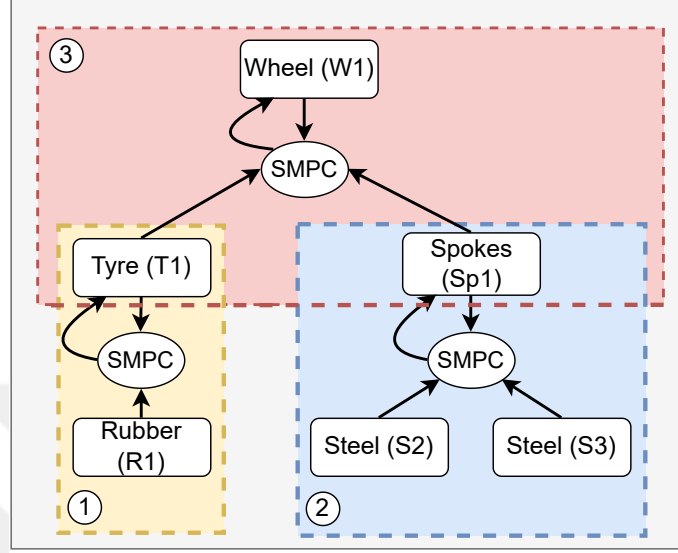 3
Wheel (W1)
SMPC
Tyre (T1)
Spokes
(Sp1)
SMPC
SMPC
Rubber
(R1)
Steel (S2)
Steel (S3)
1
2